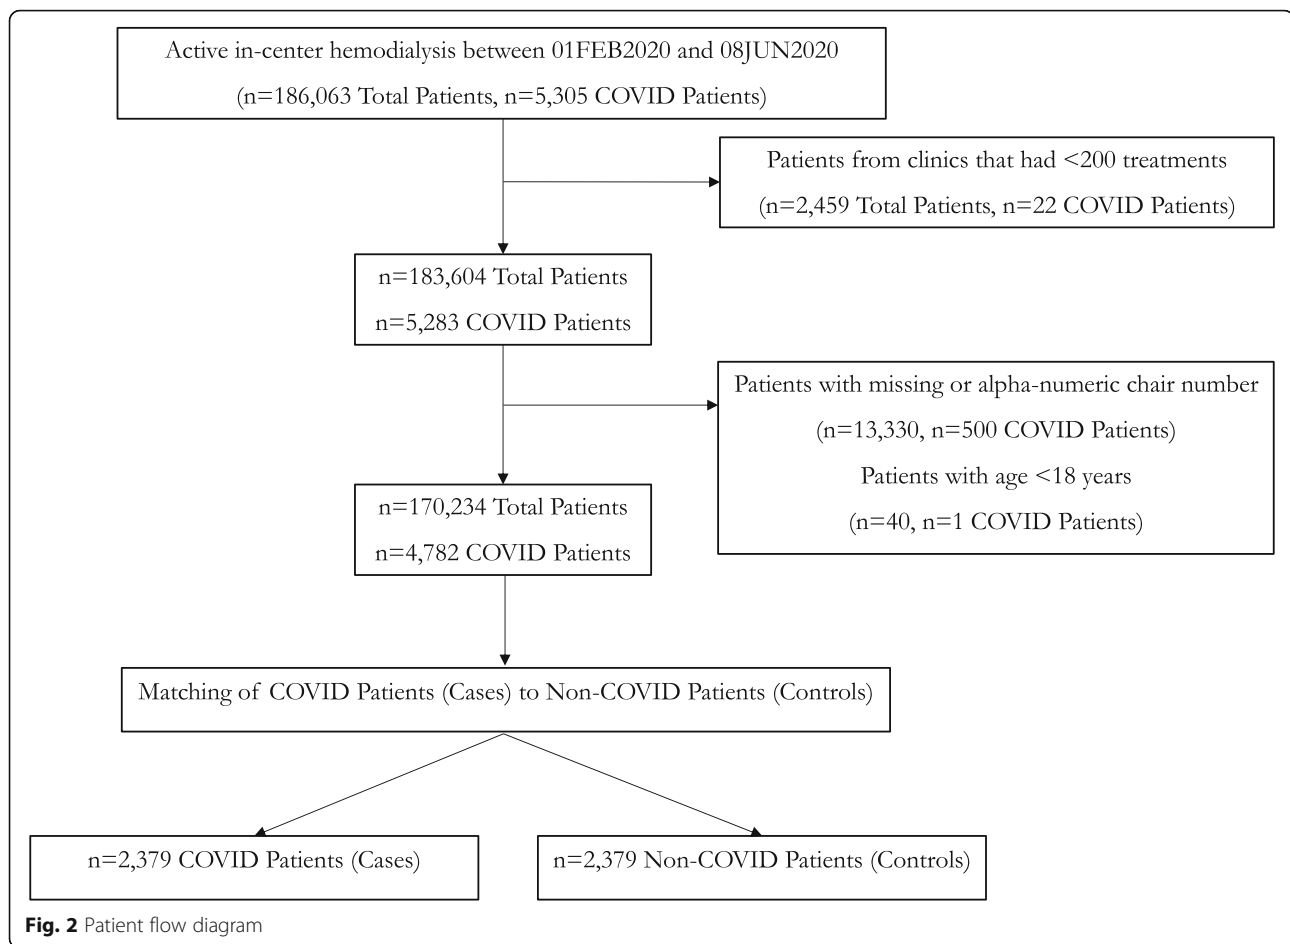 Active in-center hemodialysis between 01FEB2020 and 08JUN2020
(n=186,063 Total Patients, n=5,305 COVID Patients)
Patients from clinics that had <200 treatments
(n=2,459 Total Patients, n=22 COVID Patients)
n=183,604 Total Patients
n=5,283 COVID Patients
Patients with missing or alpha-numeric chair number
(n=13,330, n=500 COVID Patients)
Patients with age <18 years
(n=40, n=1 COVID Patients)
n=170,234 Total Patients
n=4,782 COVID Patients
Matching of COVID Patients (Cases) to Non-COVID Patients (Controls)
n=2,379 COVID Patients (Cases)
n=2,379 Non-COVID Patients (Controls)
Fig. 2 Patient flow diagram